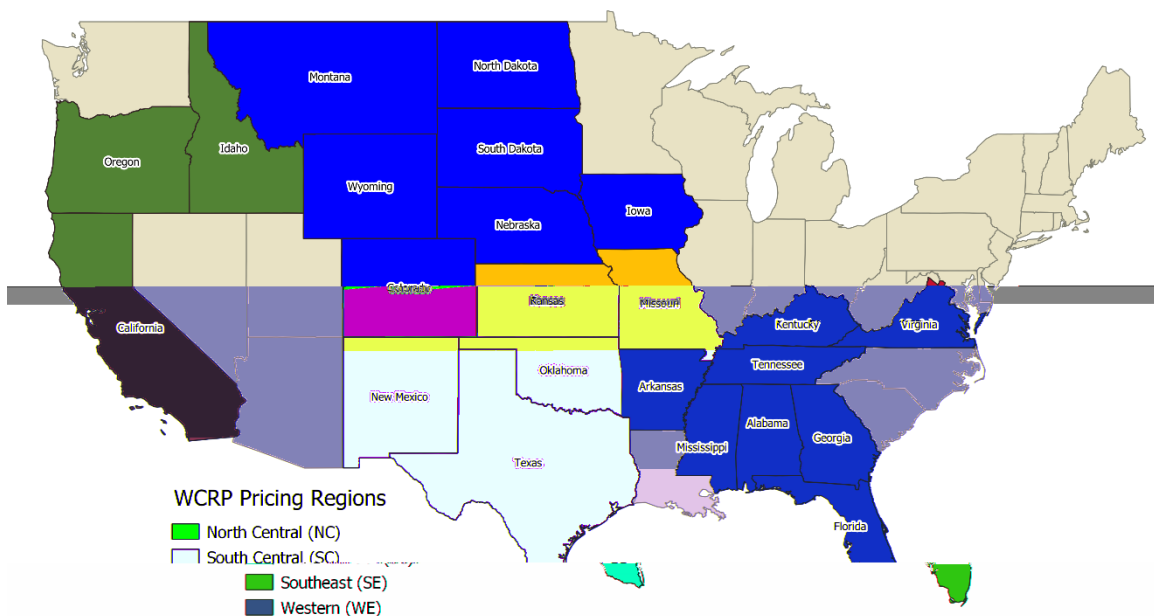 Montana
North Dakota
Oregon
Idaho
South Dakota
Wyoming
Iowa
Nebraska
Colorado
Kansas
Missouri
California
Kentucky
Virginia
Tennessee
Oklahoma
Arkansas
New Mexico
Mississippi
Alabama
Georgia
Texas
WCRP Pricing Regions
Florida
North Central (NC)
South Central (SC)
Southeast (SE)
Western (WE)